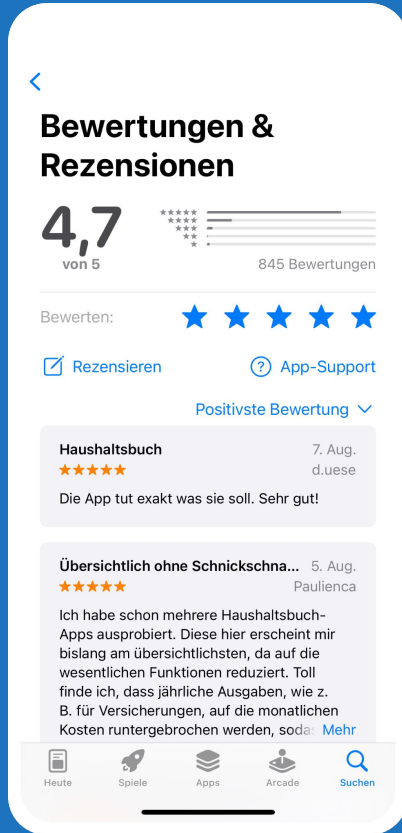 Bewertungen &
Rezensionen
4,7
von 5
845 Bewertungen
Bewerten:
Rezensieren
App-Support
Positivste Bewertung
Haushaltsbuch
7. Aug.
d.uese
Die App tut exakt was sie soll. Sehr gut!
Übersichtlich ohne Schnickschna...
5. Aug.
Paulienca
Ich habe schon mehrere Haushaltsbuch-
Apps ausprobiert. Diese hier erscheint mir
bislang am übersichtlichsten, da auf die
wesentlichen Funktionen reduziert. Toll
finde ich, dass jährliche Ausgaben, wie z.
B. für Versicherungen, auf die monatlichen
Kosten runtergebrochen werden, soda
Mehr
Heute
Spiele
Apps
Arcade
Suchen